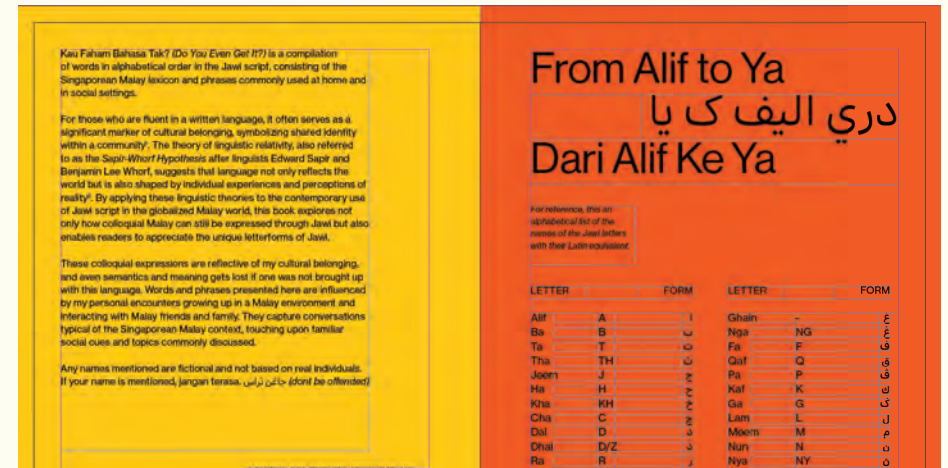 Kau Faham Bahasa Tak? (Do You Even Get It?) is a compilation
of words in alphabetical order in the Jawi script, consisting of the
Singaporean Malay lexicon and phrases commonly used at home and
in social settings.
For those who are fluent in a written language, it often serves as a
significant marker of cultural belonging, symbolizing shared identity
within a community¹. The theory of linguistic relativity, also referred
to as the Sapir-Whorf Hypothesis after linguists Edward Sapir and
Benjamin Lee Whorf, suggests that language not only reflects the
world but is also shaped by individual experiences and perceptions of
reality². By applying these linguistic theories to the contemporary use
of Jawi script in the globalized Malay world, this book explores not
only how colloquial Malay can still be expressed through Jawi but also
enables readers to appreciate the unique letterforms of Jawi.
These colloquial expressions are reflective of my cultural belonging,
and even semantics and meaning gets lost if one was not brought up
with this language. Words and phrases presented here are influenced
by my personal encounters growing up in a Malay environment and
interacting with Malay friends and family. They capture conversations
typical of the Singaporean Malay context, touching upon familiar
social cues and topics commonly discussed.
Any names mentioned are fictional and not based on real individuals.
If your name is mentioned, jangan terasa. جاڠن تراس (dont be offended)
From Alif to Ya
دري اليف ک يا
Dari Alif Ke Ya
For reference, this an
alphabetical list of the
names of the Jawi letters
with their Latin equivalent.
LETTER FORM
Alif A ا
Ba B ب
Ta T ت
Tha TH ث
Jeem J ج
Ha H ح
Kha KH خ
Cha C چ
Dal D د
Dhal D/Z ذ
Ra R ر
LETTER FORM
Ghain - غ
Nga NG ڠ
Fa F ف
Qaf Q ق
Pa P ڤ
Kaf K ك
Ga G ݢ
Lam L ل
Meem M م
Nun N ن
Nya NY ڽ